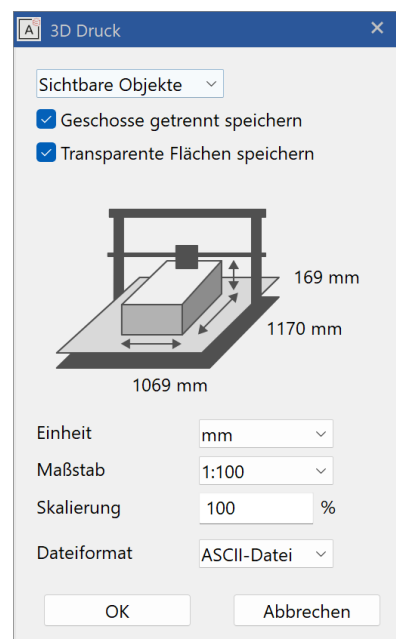 A 3D Druck
Sichtbare Objekte
Geschosse getrennt speichern
Transparente Flächen speichern
169 mm
1170 mm
1069 mm
Einheit mm
Maßstab 1:100
Skalierung 100 %
Dateiformat ASCII-Datei
OK Abbrechen